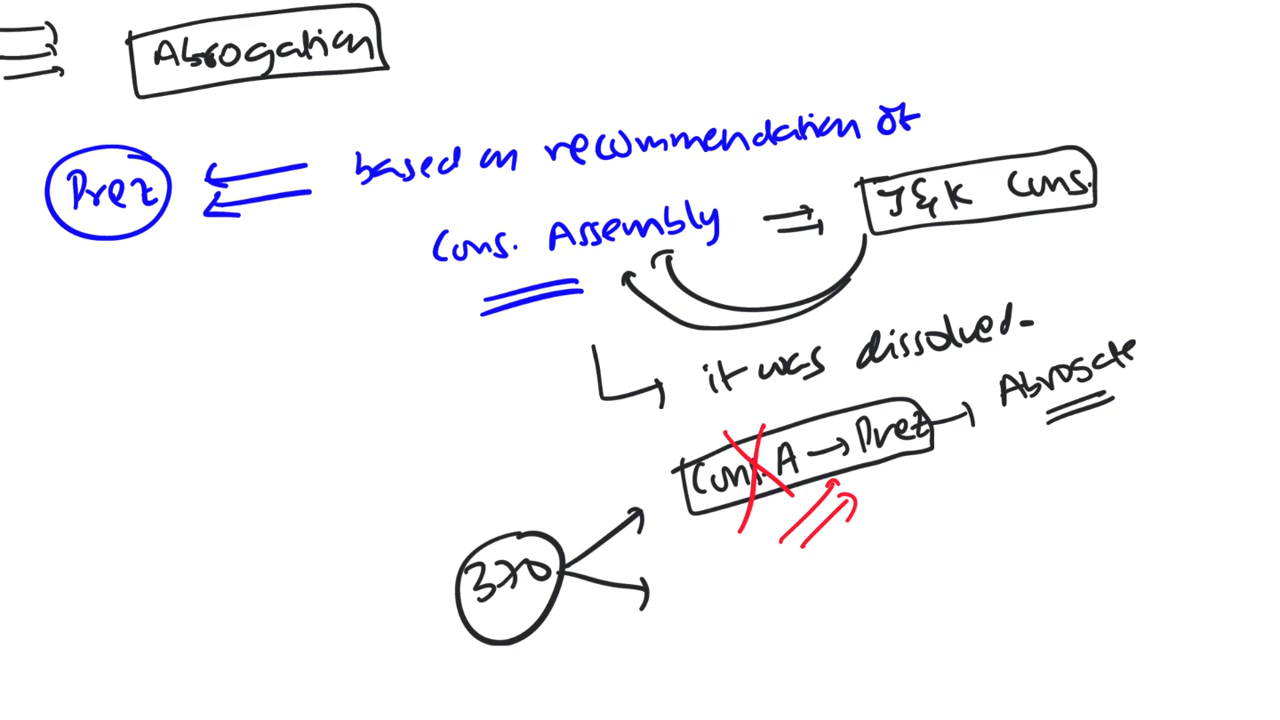 Abrogation
Prez
based on recommendation of
Cons. Assembly
J&K Cons.
it was dissolved.
Cons. A → Prez → Abrogate
370